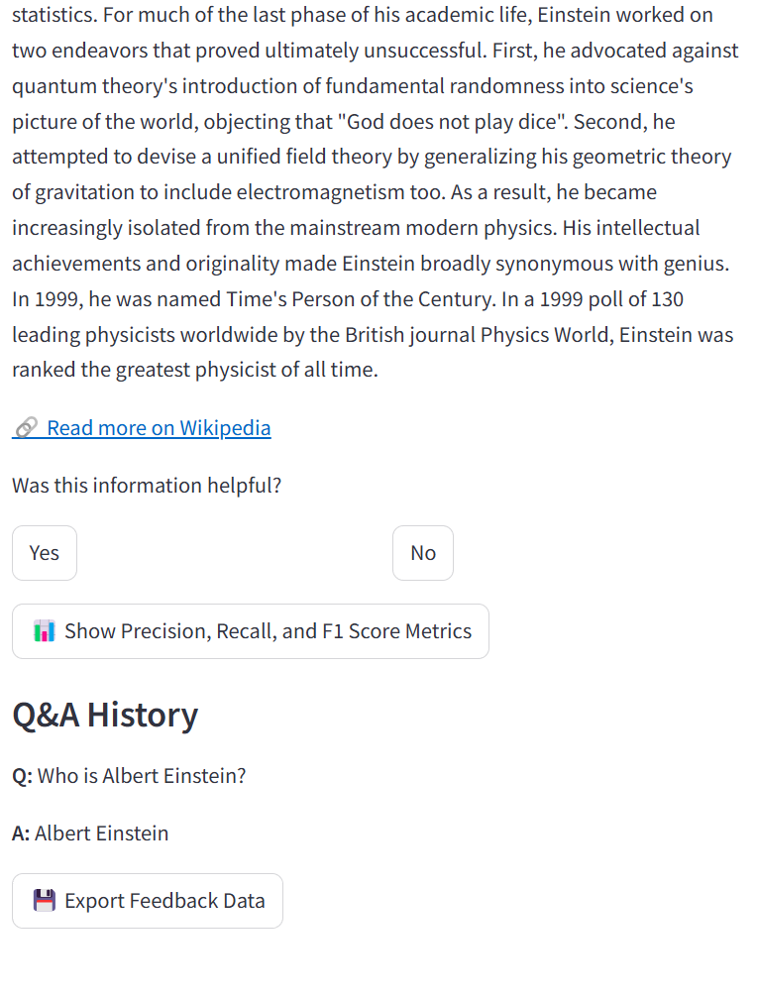 statistics. For much of the last phase of his academic life, Einstein worked on
two endeavors that proved ultimately unsuccessful. First, he advocated against
quantum theory's introduction of fundamental randomness into science's
picture of the world, objecting that "God does not play dice". Second, he
attempted to devise a unified field theory by generalizing his geometric theory
of gravitation to include electromagnetism too. As a result, he became
increasingly isolated from the mainstream modern physics. His intellectual
achievements and originality made Einstein broadly synonymous with genius.
In 1999, he was named Time's Person of the Century. In a 1999 poll of 130
leading physicists worldwide by the British journal Physics World, Einstein was
ranked the greatest physicist of all time.
Read more on Wikipedia
Was this information helpful?
Yes
No
Show Precision, Recall, and F1 Score Metrics
Q&A History
Q: Who is Albert Einstein?
A: Albert Einstein
Export Feedback Data